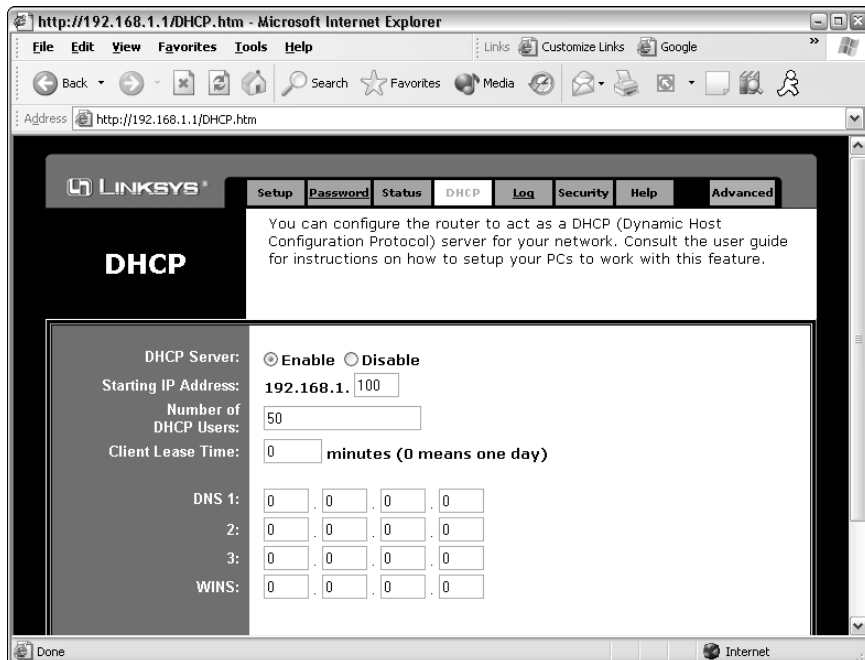 http://192.168.1.1/DHCP.htm - Microsoft Internet Explorer
File Edit View Favorites Tools Help Links Customize Links Google »
Back Search Favorites Media
Address http://192.168.1.1/DHCP.htm
LINKSYS®
Setup Password Status DHCP Log Security Help Advanced
DHCP
You can configure the router to act as a DHCP (Dynamic Host
Configuration Protocol) server for your network. Consult the user guide
for instructions on how to setup your PCs to work with this feature.
DHCP Server: Enable Disable
Starting IP Address: 192.168.1. 100
Number of
DHCP Users: 50
Client Lease Time: 0 minutes (0 means one day)
DNS 1: 0 . 0 . 0 . 0
2: 0 . 0 . 0 . 0
3: 0 . 0 . 0 . 0
WINS: 0 . 0 . 0 . 0
Done Internet